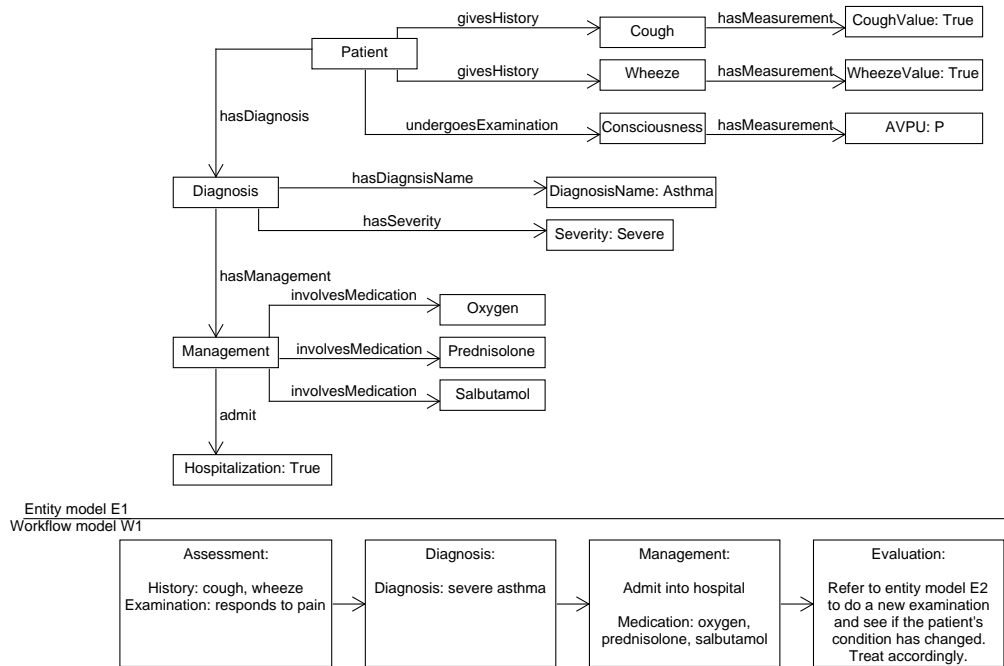 givesHistory
hasMeasurement
CoughValue: True
Cough
Patient
givesHistory
hasMeasurement
Wheeze
WheezeValue: True
hasDiagnosis
undergoesExamination
Consciousness
hasMeasurement
AVPU: P
hasDiagnsisName
Diagnosis
DiagnosisName: Asthma
hasSeverity
Severity: Severe
hasManagement
involvesMedication
Oxygen
Management
involvesMedication
Prednisolone
involvesMedication
Salbutamol
admit
Hospitalization: True
Entity model E1
Workflow model W1
Assessment:
History: cough, wheeze
Examination: responds to pain
Diagnosis:
Diagnosis: severe asthma
Management:
Admit into hospital
Medication: oxygen,
prednisolone, salbutamol
Evaluation:
Refer to entity model E2
to do a new examination
and see if the patient's
condition has changed.
Treat accordingly.